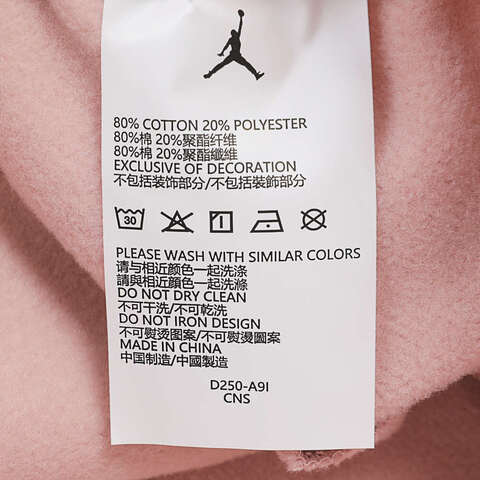 80% COTTON 20% POLYESTER
80%棉 20%聚酯纤维
80%棉 20%聚酯纖維
EXCLUSIVE OF DECORATION
不包括装饰部分/不包括裝飾部分
30
PLEASE WASH WITH SIMILAR COLORS
请与相近颜色一起洗涤
請與相近顏色一起洗滌
DO NOT DRY CLEAN
不可干洗/不可乾洗
DO NOT IRON DESIGN
不可熨烫图案/不可熨燙圖案
MADE IN CHINA
中国制造/中國製造
D250-A9I
CNS